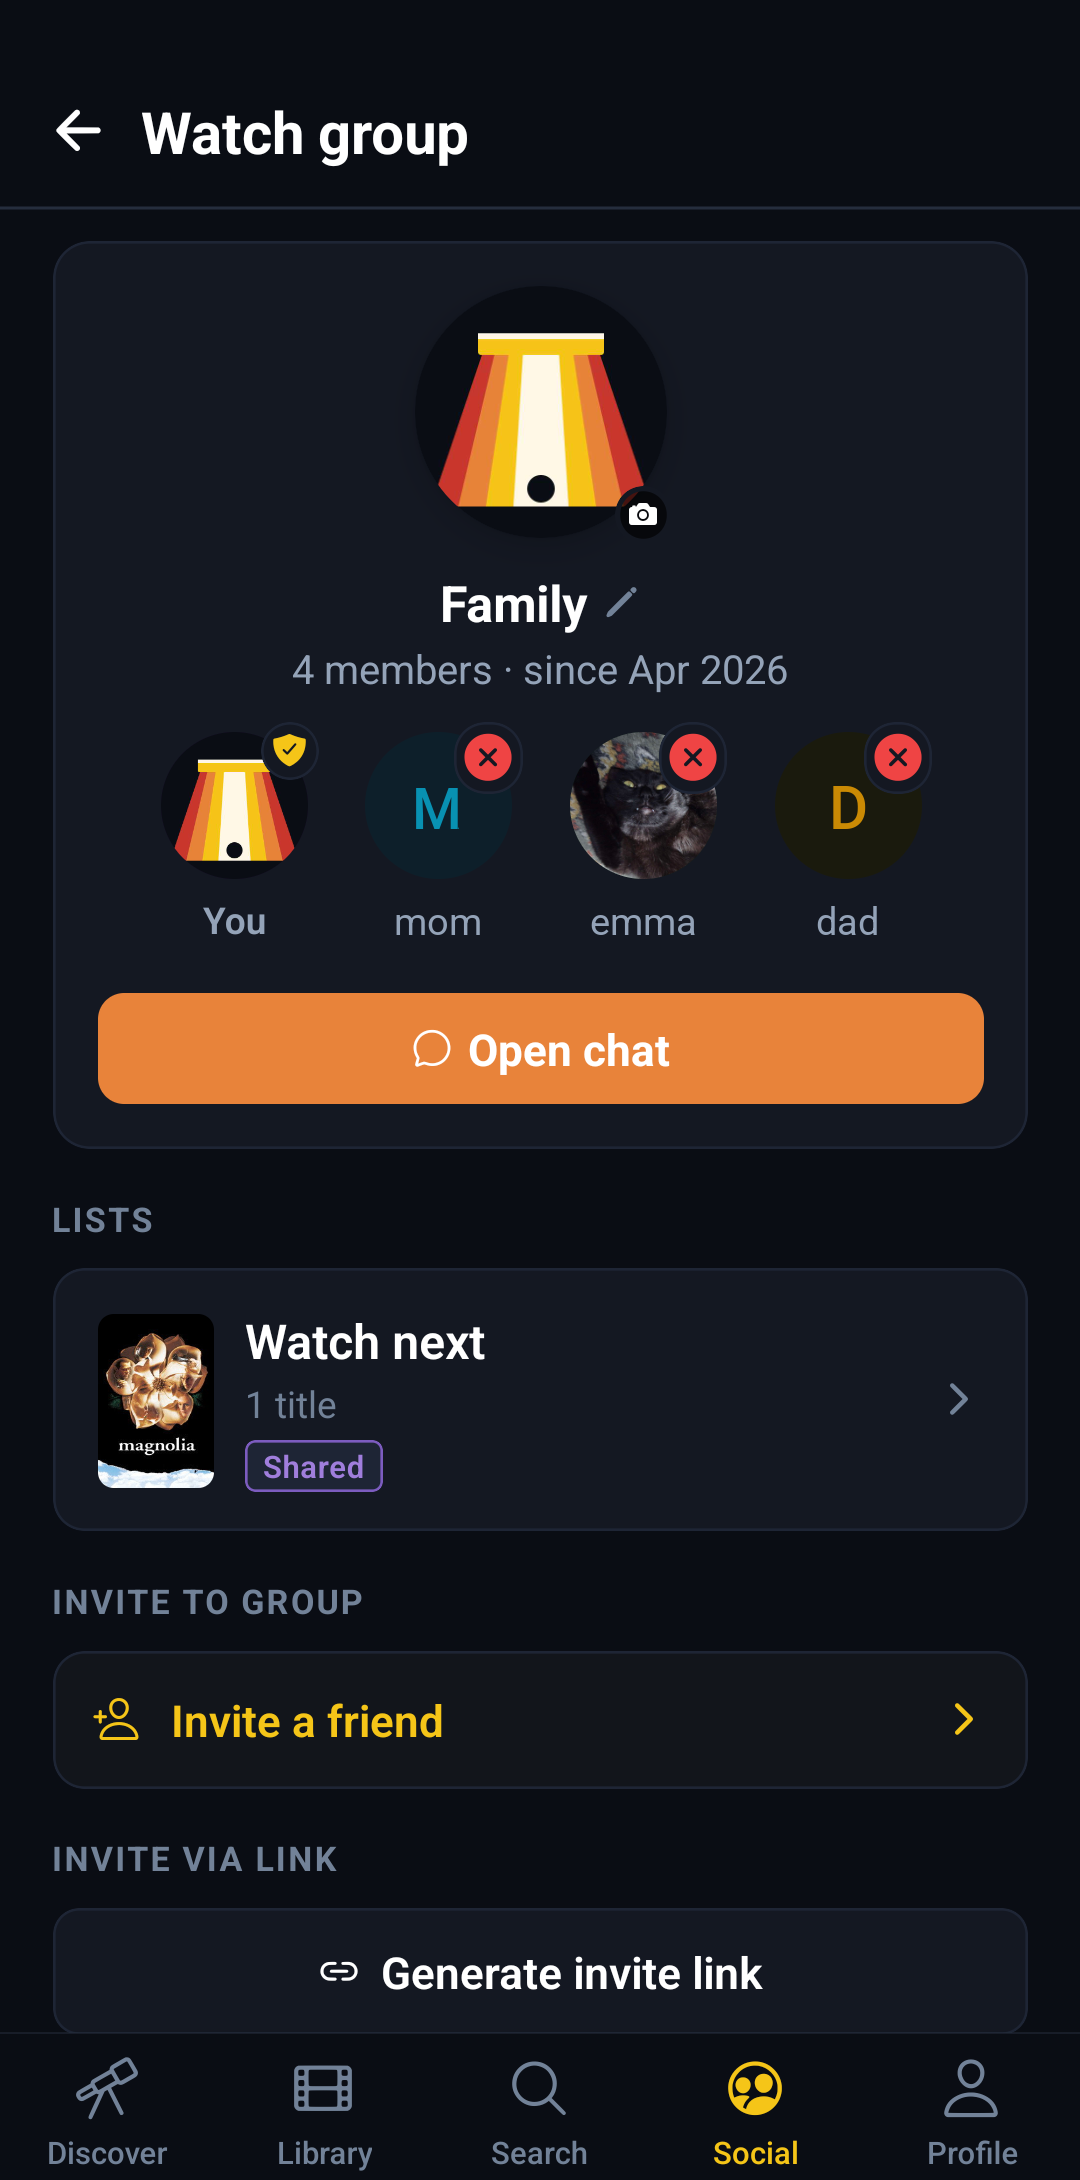 Watch group
Family
4 members · since Apr 2026
M
D
You
mom
emma
dad
Open chat
LISTS
magnolia
Watch next
1 title
Shared
INVITE TO GROUP
Invite a friend
INVITE VIA LINK
Generate invite link
Discover
Library
Search
Social
Profile